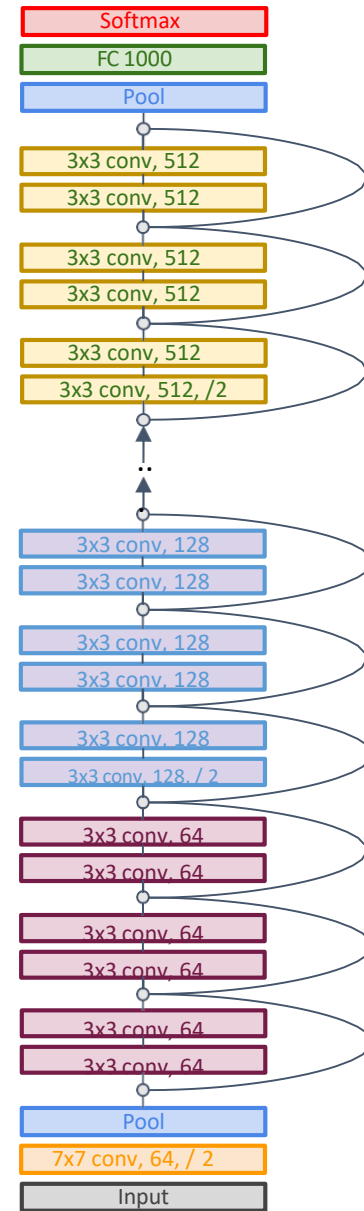 Softmax
FC 1000
Pool
3x3 conv, 512
3x3 conv, 512
3x3 conv, 512
3x3 conv, 512
3x3 conv, 512
3x3 conv, 512, /2
..
.
3x3 conv, 128
3x3 conv, 128
3x3 conv, 128
3x3 conv, 128
3x3 conv, 128
3x3 conv, 128, / 2
3x3 conv, 64
3x3 conv, 64
3x3 conv, 64
3x3 conv, 64
3x3 conv, 64
3x3 conv, 64
Pool
7x7 conv, 64, / 2
Input